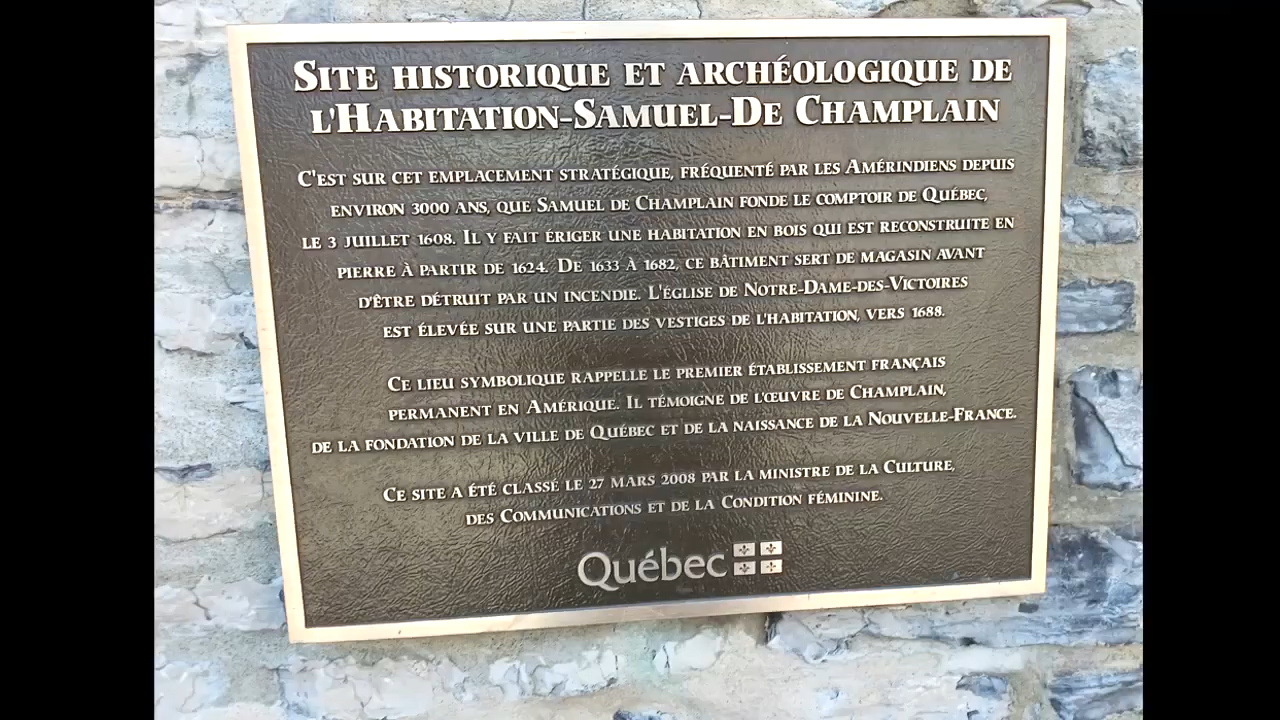 Site historique et archéologique de
l'Habitation-Samuel-De Champlain
C'est sur cet emplacement stratégique, fréquenté par les Amérindiens depuis
environ 3000 ans, que Samuel de Champlain fonde le comptoir de Québec,
le 3 juillet 1608. Il y fait ériger une habitation en bois qui est reconstruite en
pierre à partir de 1624. De 1633 à 1682, ce bâtiment sert de magasin avant
d'être détruit par un incendie. L'église de Notre-Dame-des-Victoires
est élevée sur une partie des vestiges de l'habitation, vers 1688.
Ce lieu symbolique rappelle le premier établissement français
permanent en Amérique. Il témoigne de l'œuvre de Champlain,
de la fondation de la ville de Québec et de la naissance de la Nouvelle-France.
Ce site a été classé le 27 mars 2008 par la ministre de la Culture,
des Communications et de la Condition féminine.
Québec